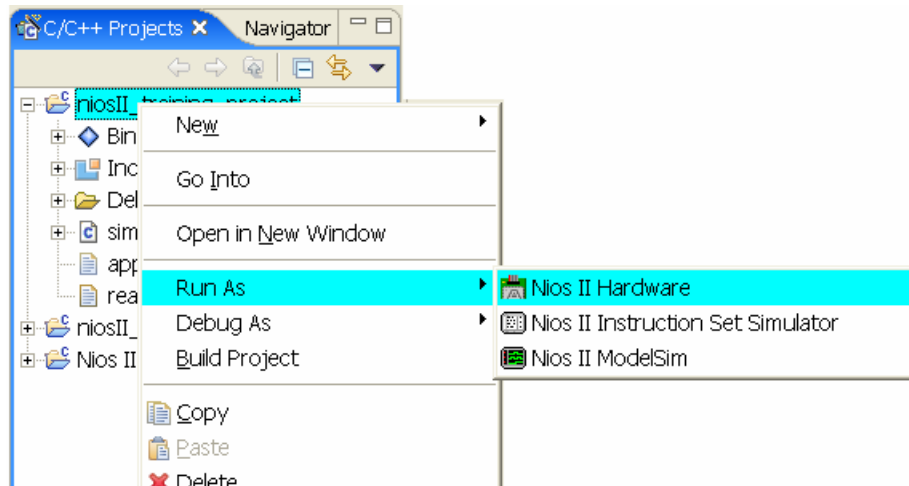 C/C++ Projects Navigator
niosII_training_project
New
Bin
Inc
Go Into
Del
sim
Open in New Window
app
Run As
Nios II Hardware
rea
niosII_
Debug As
Nios II Instruction Set Simulator
Nios II
Build Project
Nios II ModelSim
Copy
Paste
Delete